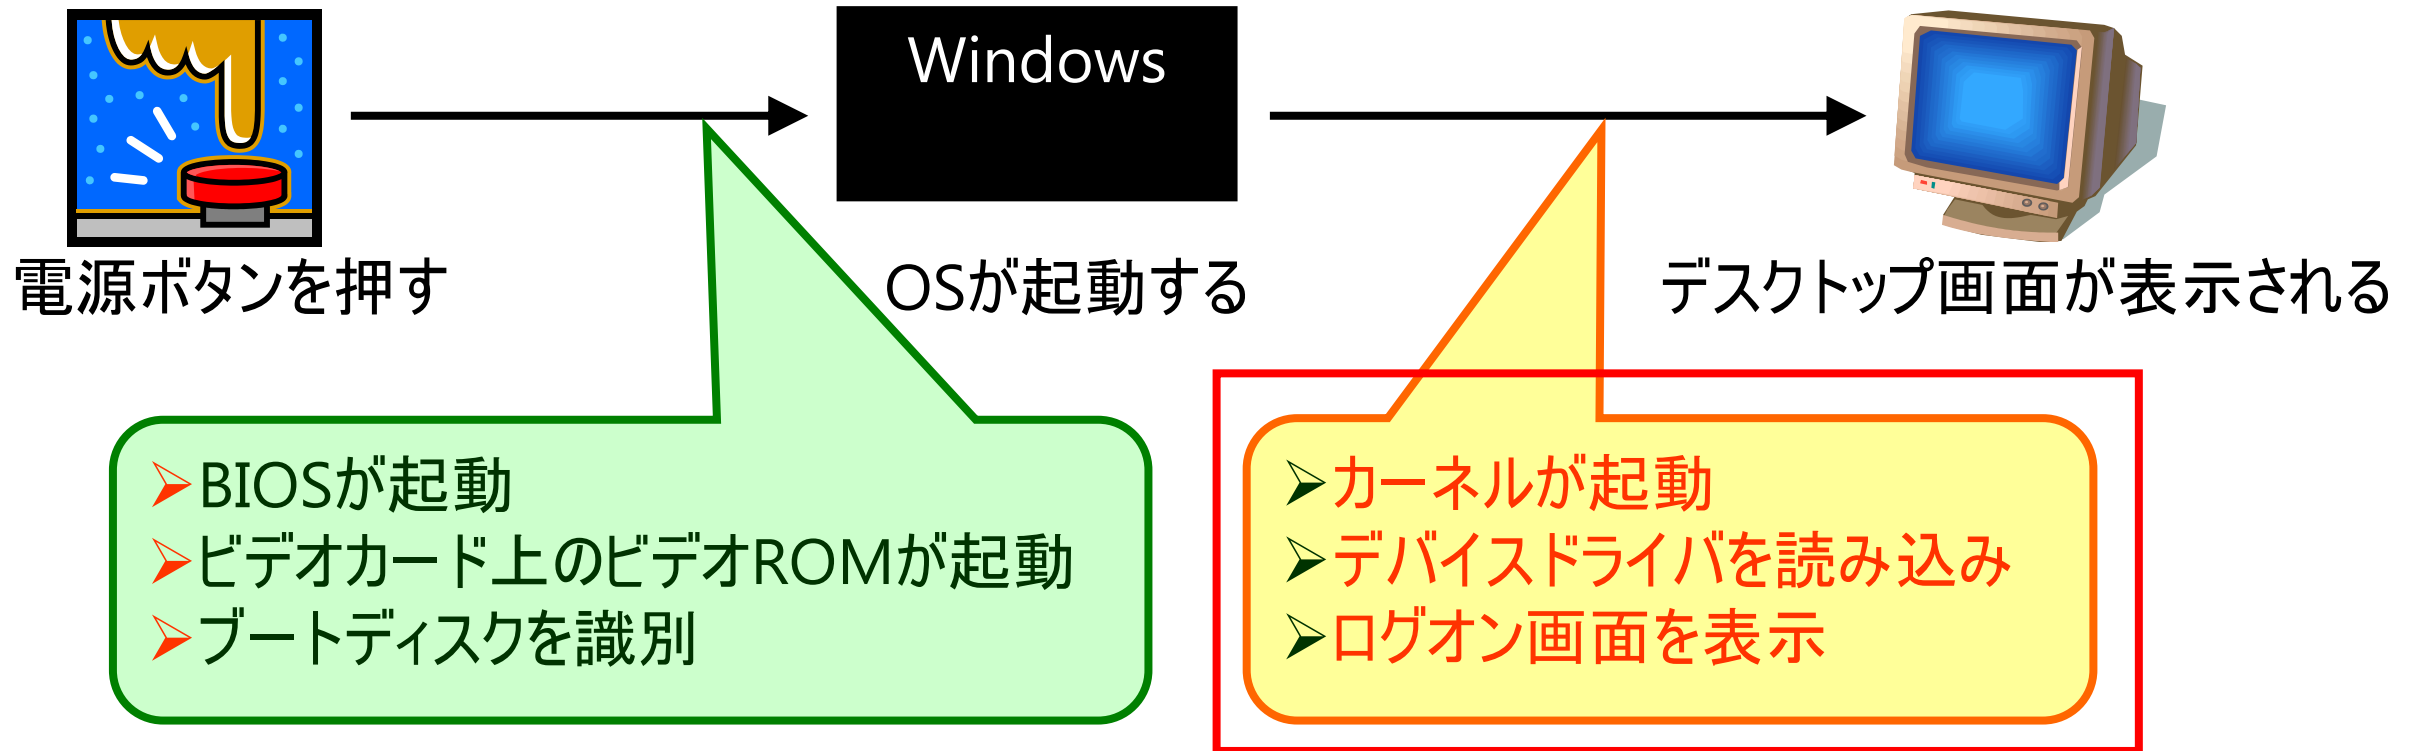 Windows
電源ボタンを押す
OSが起動する
デスクトップ画面が表示される
BIOSが起動
ビデオカード上のビデオROMが起動
ブートディスクを識別
カーネルが起動
デバイスドライバを読み込み
ログオン画面を表示